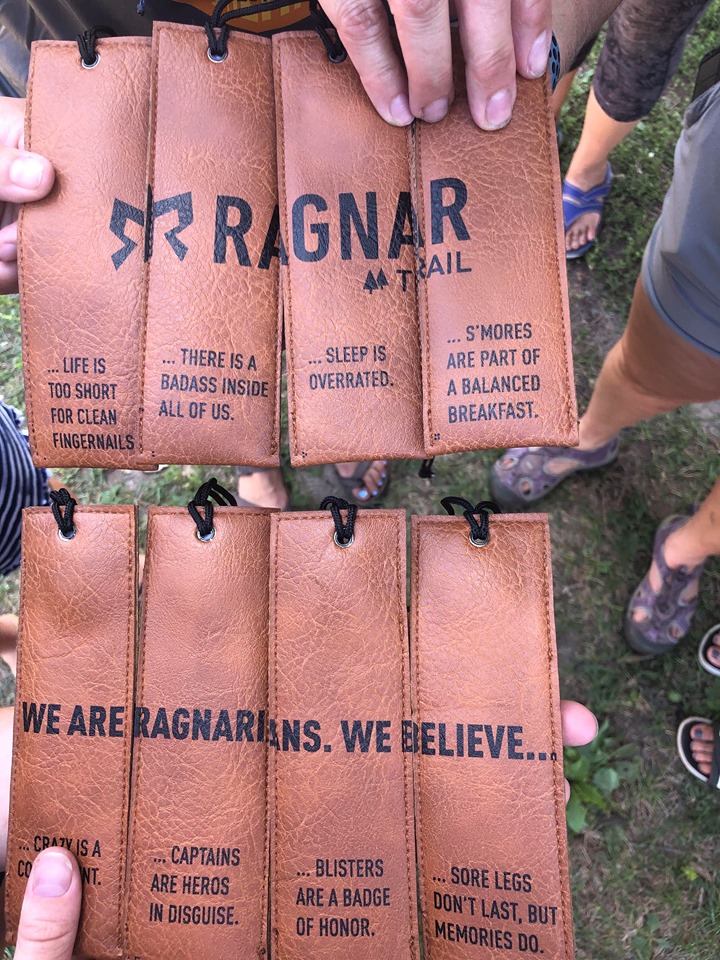 RAGNAR
TRAIL
... LIFE IS
TOO SHORT
FOR CLEAN
FINGERNAILS
... THERE IS A
BADASS INSIDE
ALL OF US.
... SLEEP IS
OVERRATED.
... S'MORES
ARE PART OF
A BALANCED
BREAKFAST.
WE ARE RAGNARIANS. WE BELIEVE...
... CRAZY IS A
... CAPTAINS
ARE HEROS
IN DISGUISE.
... BLISTERS
ARE A BADGE
OF HONOR.
... SORE LEGS
DON'T LAST, BUT
MEMORIES DO.